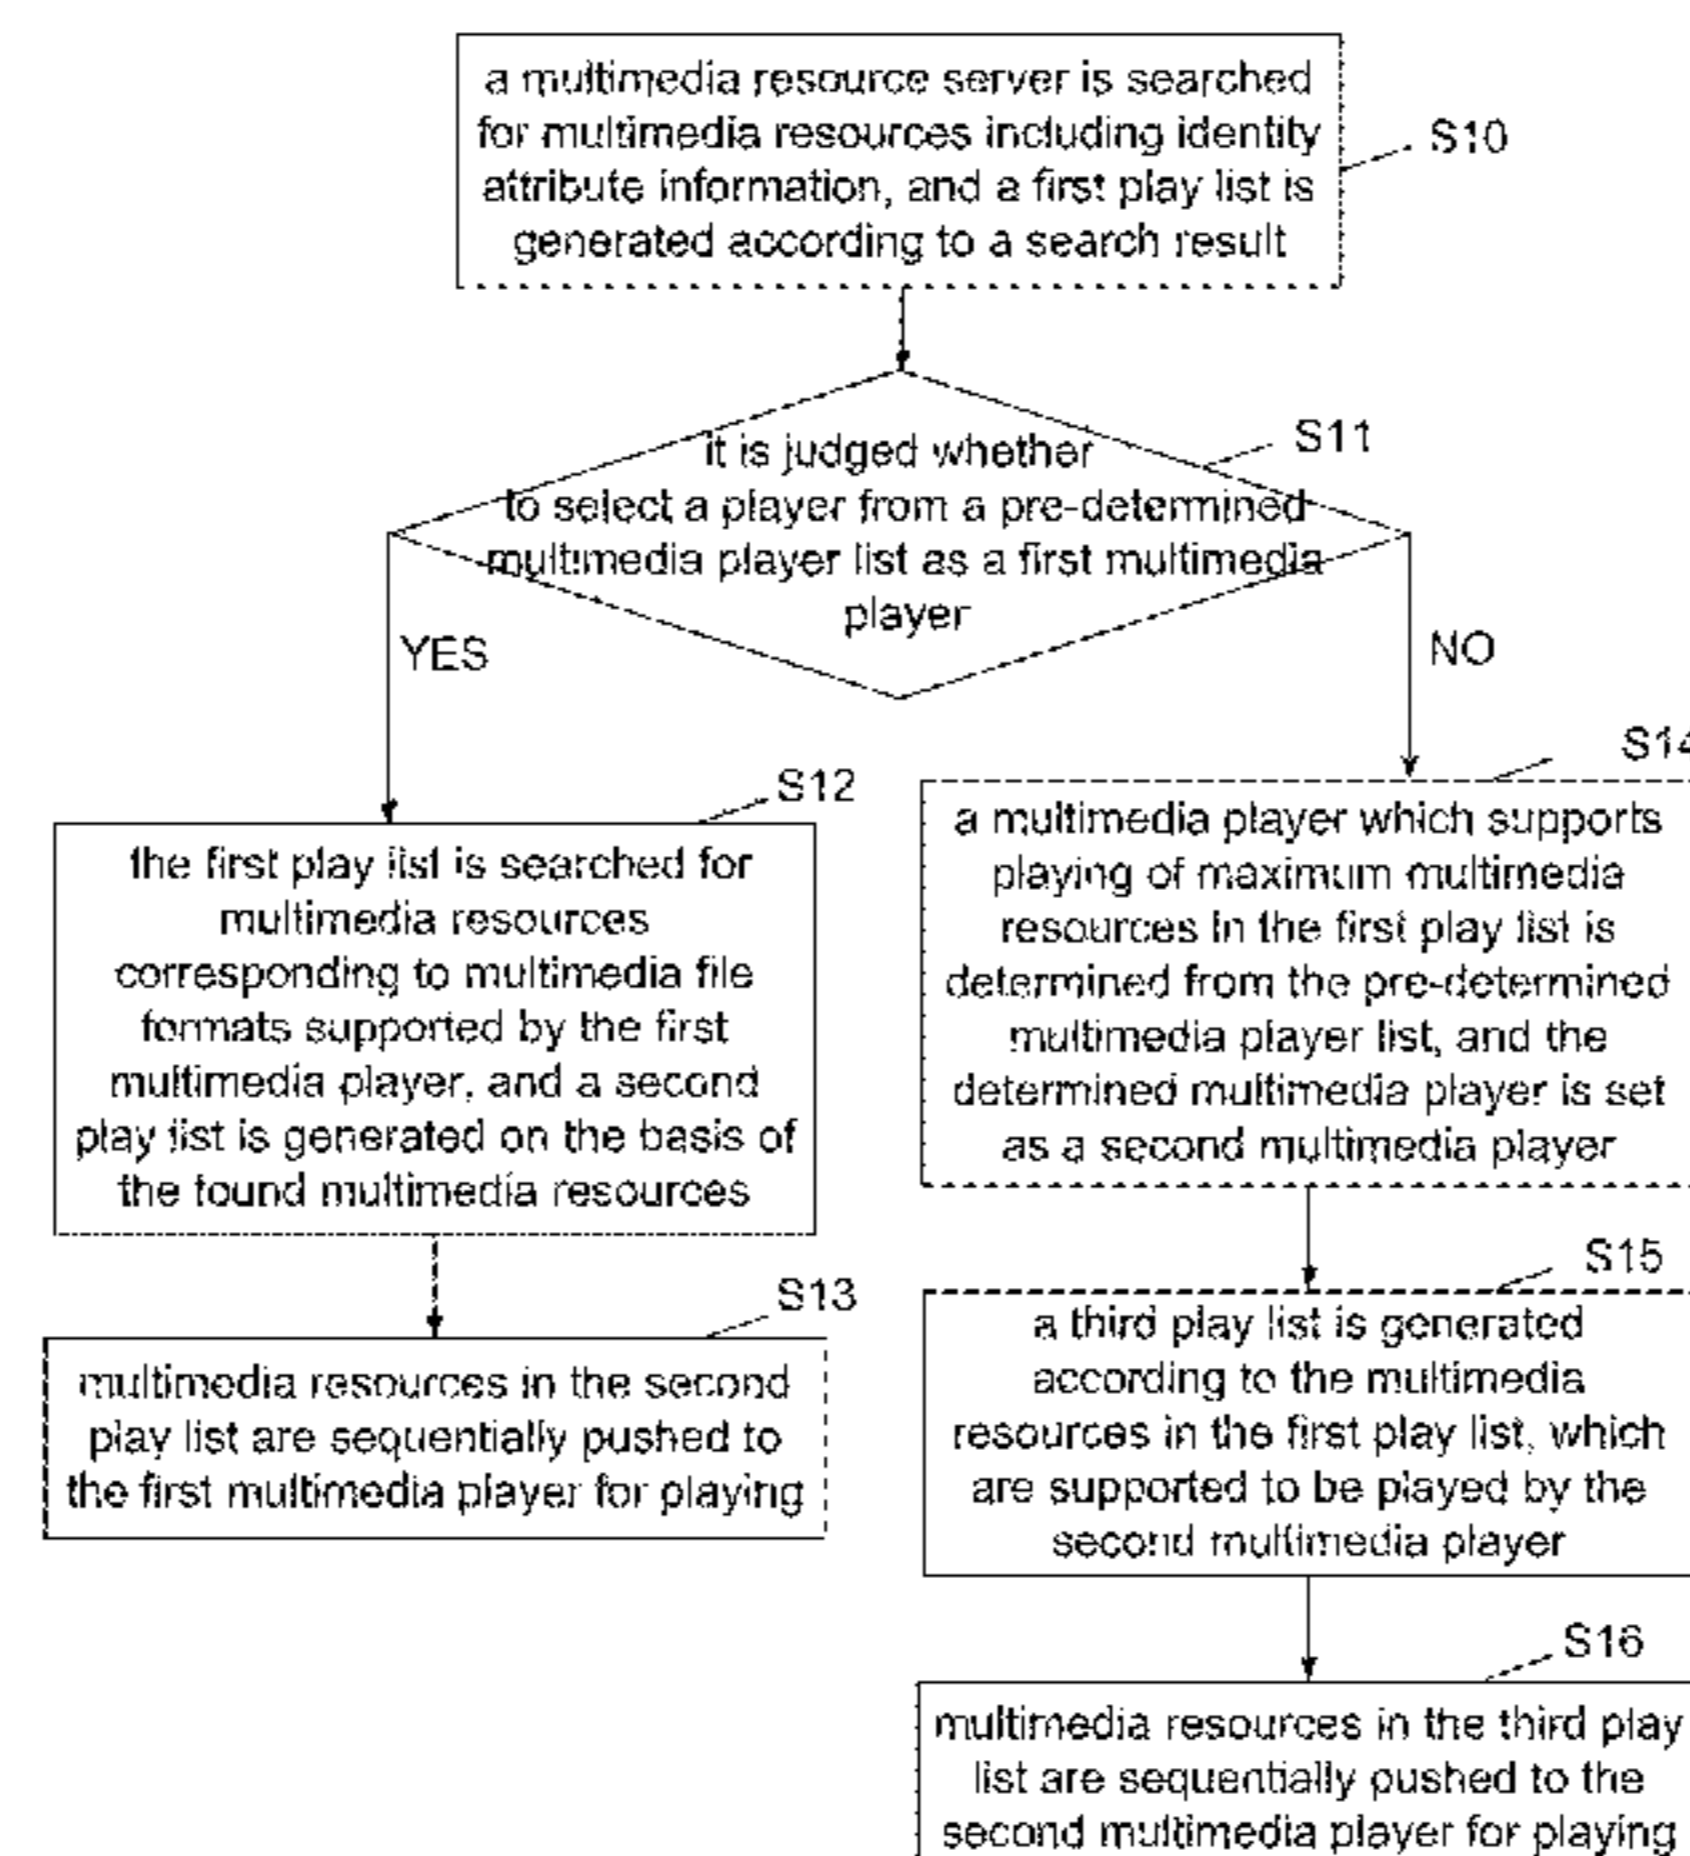 a multimedia resource server is searched
for multimedia resources including identity
attribute information, and a first play list is
generated according to a search result
S10
it is judged whether
to select a player from a pre-determined
multimedia player list as a first multimedia
player
S11
YES
NO
S12
the first play list is searched for
multimedia resources
corresponding to multimedia file
formats supported by the first
multimedia player, and a second
play list is generated on the basis of
the found multimedia resources
S13
multimedia resources in the second
play list are sequentially pushed to
the first multimedia player for playing
S14
a multimedia player which supports
playing of maximum multimedia
resources in the first play list is
determined from the pre-determined
multimedia player list, and the
determined multimedia player is set
as a second multimedia player
S15
a third play list is generated
according to the multimedia
resources in the first play list, which
are supported to be played by the
second multimedia player
S16
multimedia resources in the third play
list are sequentially pushed to the
second multimedia player for playing